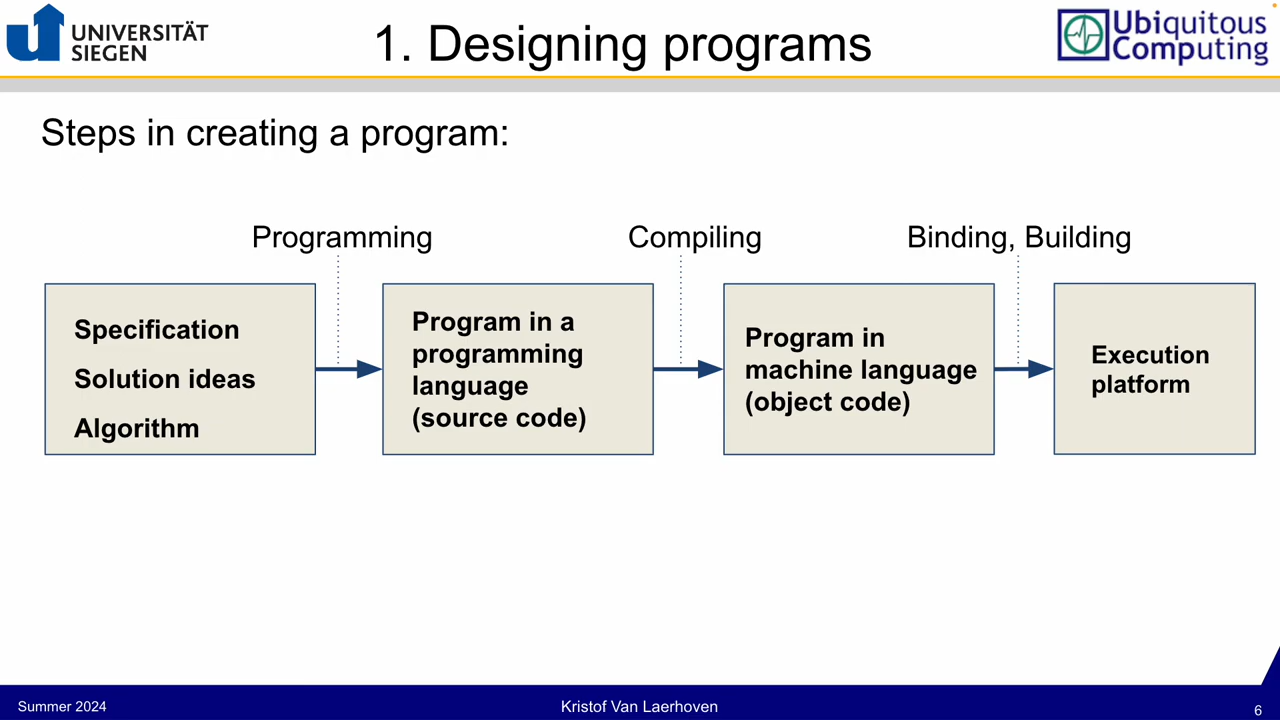 UNIVERSITÄT
SIEGEN
1. Designing programs
Ubiquitous
Computing
Steps in creating a program:
Programming
Compiling
Binding, Building
Specification
Solution ideas
Algorithm
Program in a
programming
language
(source code)
Program in
machine language
(object code)
Execution
platform
Summer 2024
Kristof Van Laerhoven
6